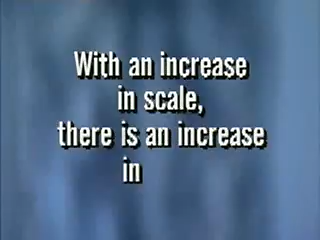 With an increase
in scale,
there is an increase
in